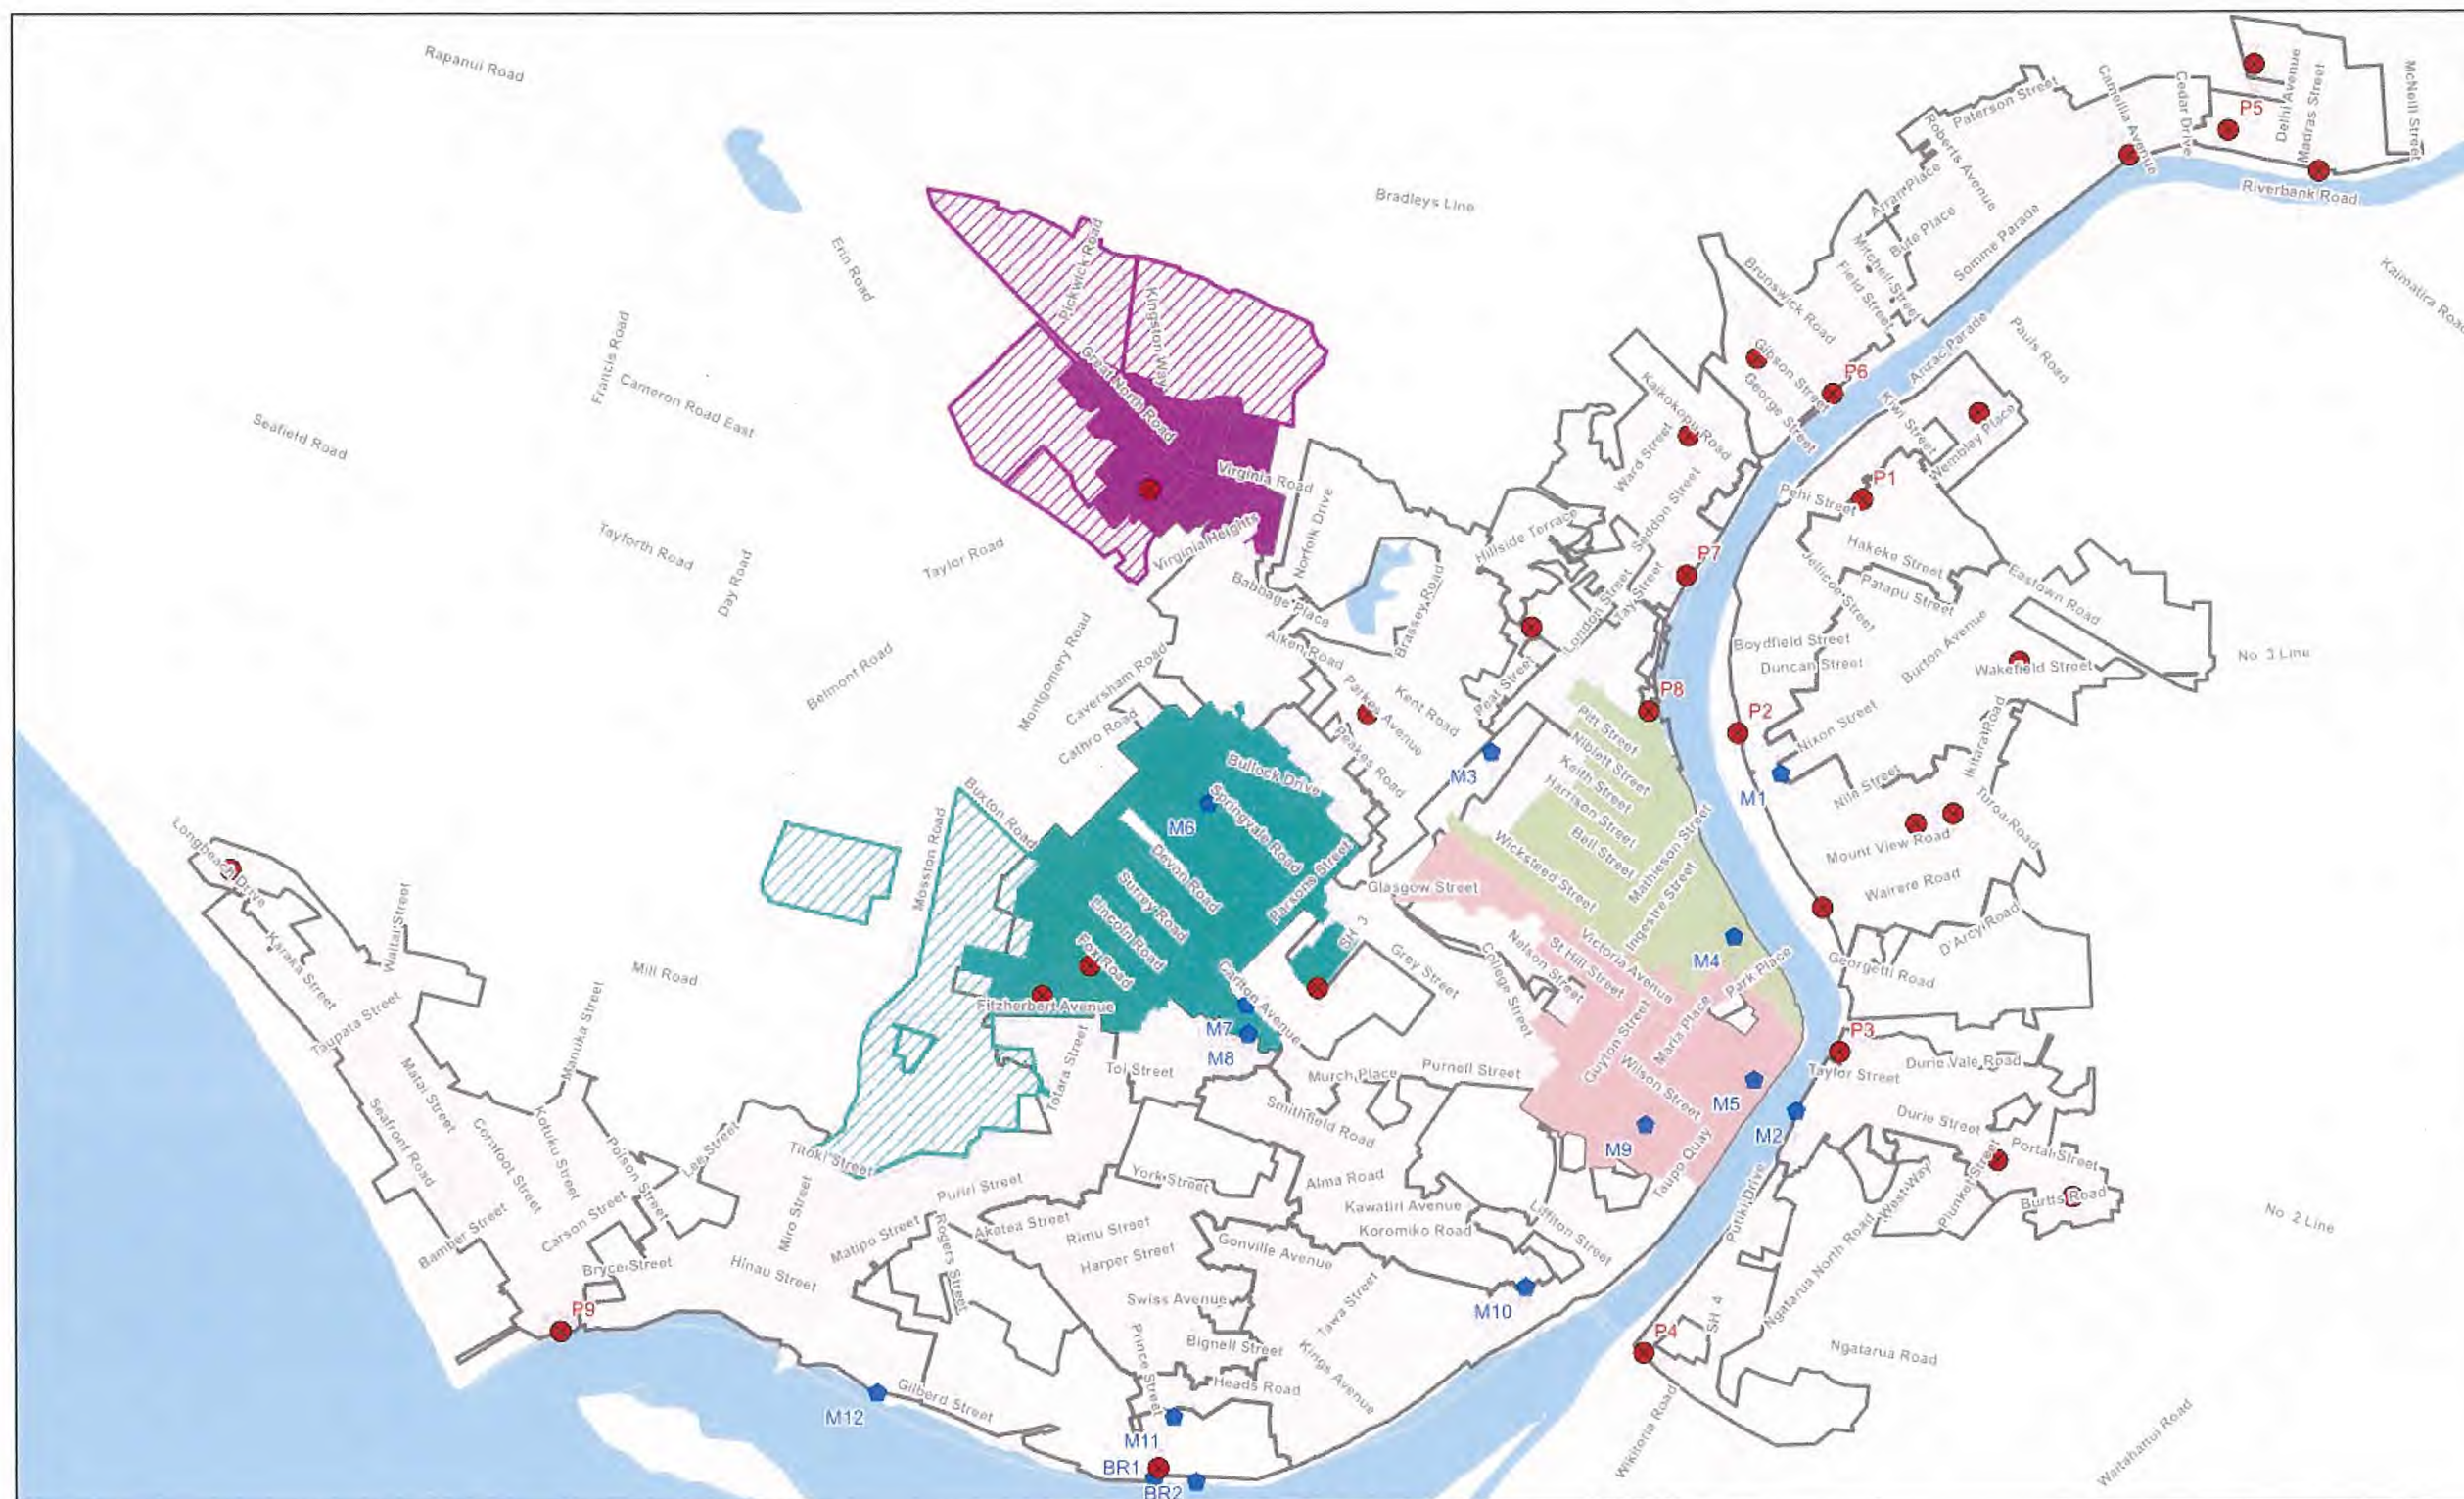 Rapanui Road
Bradleys Line
Erin Road
Pickwick Road
Kingston Way
Great North Road
Virginia Road
Virginia Heights
Norfolk Drive
Francis Road
Cameron Road East
Seafield Road
Tayforth Road
Day Road
Taylor Road
Belmont Road
Montgomery Road
Caversham Road
Cathro Road
Babbage Place
Aiken Road
Brassey Road
Parkes Avenue
Kent Road
Peakes Road
Peat Street
Hillside Terrace
London Street
Tay Street
Seddon Street
Ward Street
Kaikokopu Road
Brunswick Road
Gibson Street
George Street
Paterson Street
Roberts Avenue
Arran Place
Bute Place
Mitchell Street
Field Street
Somme Parade
Camellia Avenue
Cedar Drive
P5
Delhi Avenue
Madras Street
McNeill Street
Riverbank Road
Kaimatira Road
Pauls Road
Anzac Parade
Kiwi Street
Wembley Place
P6
P1
Pehi Street
P7
Hakeke Street
Patapu Street
Jellicoe Street
Eastown Road
Boydfield Street
Duncan Street
Burton Avenue
Wakefield Street
No 3 Line
P8
P2
Nixon Street
M1
Nile Street
Ikitara Road
Turoa Road
Mount View Road
Wairere Road
D'Arcy Road
Georgetti Road
P3
Taylor Street
Durie Vale Road
Durie Street
Portal Street
Plunket Street
West Way
Burtts Road
No 2 Line
M2
Putiki Drive
Ngatarua North Road
SH 4
P4
Ngatarua Road
Wikitoria Road
Waitahanui Road
M3
Pitt Street
Niblett Street
Keith Street
Harrison Street
Bell Street
Wicksteed Street
Matheson Street
Ingestre Street
M4
Park Place
Glasgow Street
Victoria Avenue
St Hill Street
Nelson Street
College Street
Grey Street
Guyton Street
Maria Place
Wilson Street
M5
M9
Taupo Quay
Bullock Drive
M6
Springvale Road
Devon Road
Parsons Street
Surrey Road
Lincoln Road
Fox Road
SH 3
Buxton Road
Mosston Road
Fitzherbert Avenue
Carlton Avenue
M7
M8
Totara Street
Toi Street
Murch Place
Purnell Street
Smithfield Road
Titoki Street
Puriri Street
York Street
Alma Road
Kawatiri Avenue
Koromiko Road
Liffiton Street
Gonville Avenue
Akatea Street
Rimu Street
Harper Street
Matipo Street
Rogers Street
Miro Street
Hinau Street
Swiss Avenue
Bignell Street
Tawa Street
Kings Avenue
M10
Prince Street
Heads Road
Gilberd Street
M12
M11
BR1
BR2
Longbeach Drive
Karaka Street
Waitai Street
Taupata Street
Mill Road
Manuka Street
Matai Street
Seafront Road
Cornfoot Street
Kotuku Street
Polson Street
Lee Street
Carson Street
Bamber Street
Bryce Street
P9